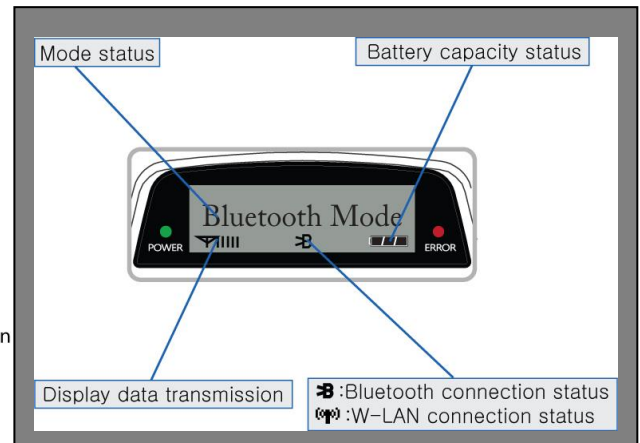 Mode status
Battery capacity status
Bluetooth Mode
POWER
ERROR
n
Display data transmission
:Bluetooth connection status
:W-LAN connection status